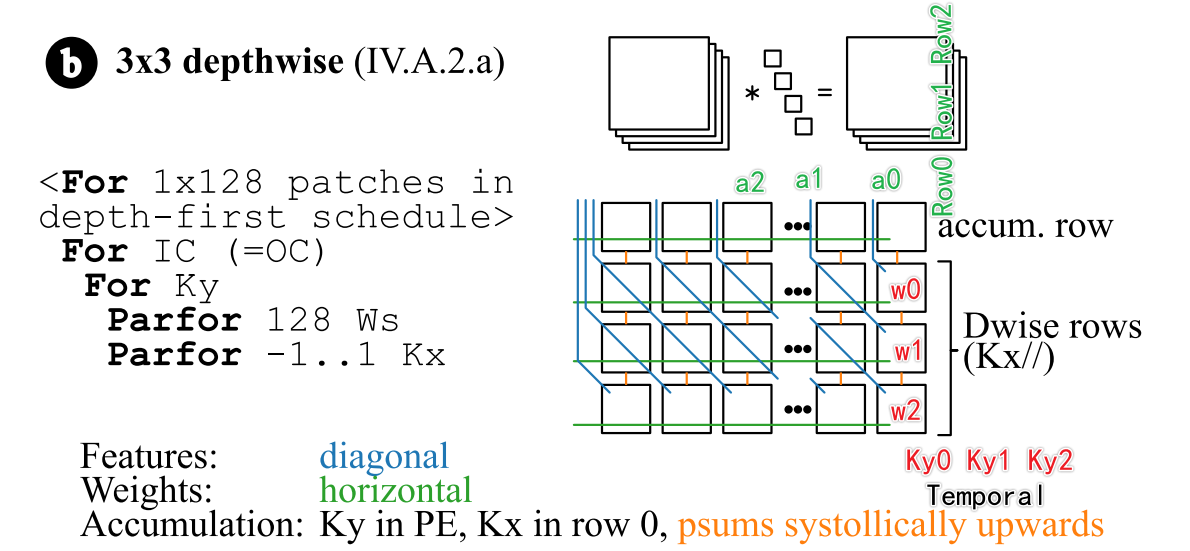 b 3x3 depthwise (IV.A.2.a)
* =
Row0 Row1 Row2
<For 1x128 patches in
depth-first schedule>
For IC (=OC)
For Ky
Parfor 128 Ws
Parfor -1..1 Kx
a2 a1 a0
accum. row
w0
w1
w2
Dwise rows
(Kx//)
Ky0 Ky1 Ky2
Temporal
Features: diagonal
Weights: horizontal
Accumulation: Ky in PE, Kx in row 0, psums systollically upwards